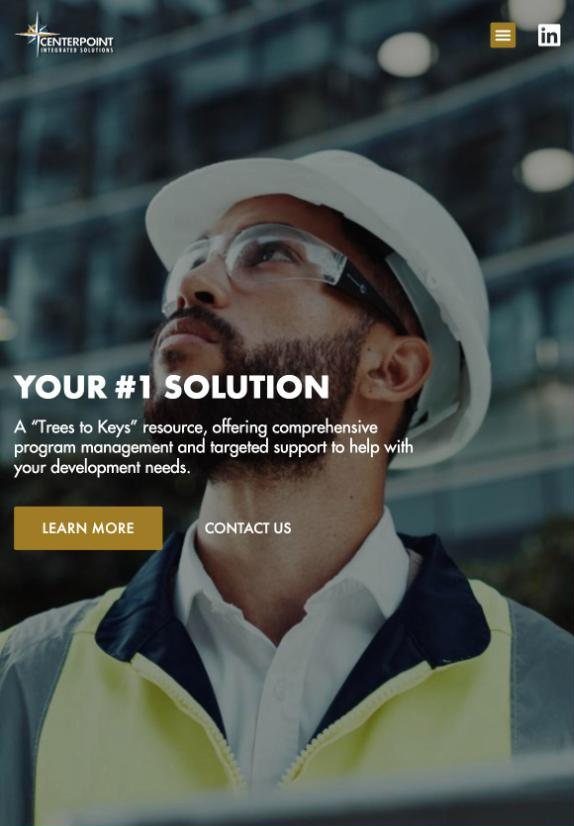 CENTERPOINT
INTEGRATED SOLUTIONS
in
YOUR #1 SOLUTION
A “Trees to Keys” resource, offering comprehensive
program management and targeted support to help with
your development needs.
LEARN MORE
CONTACT US